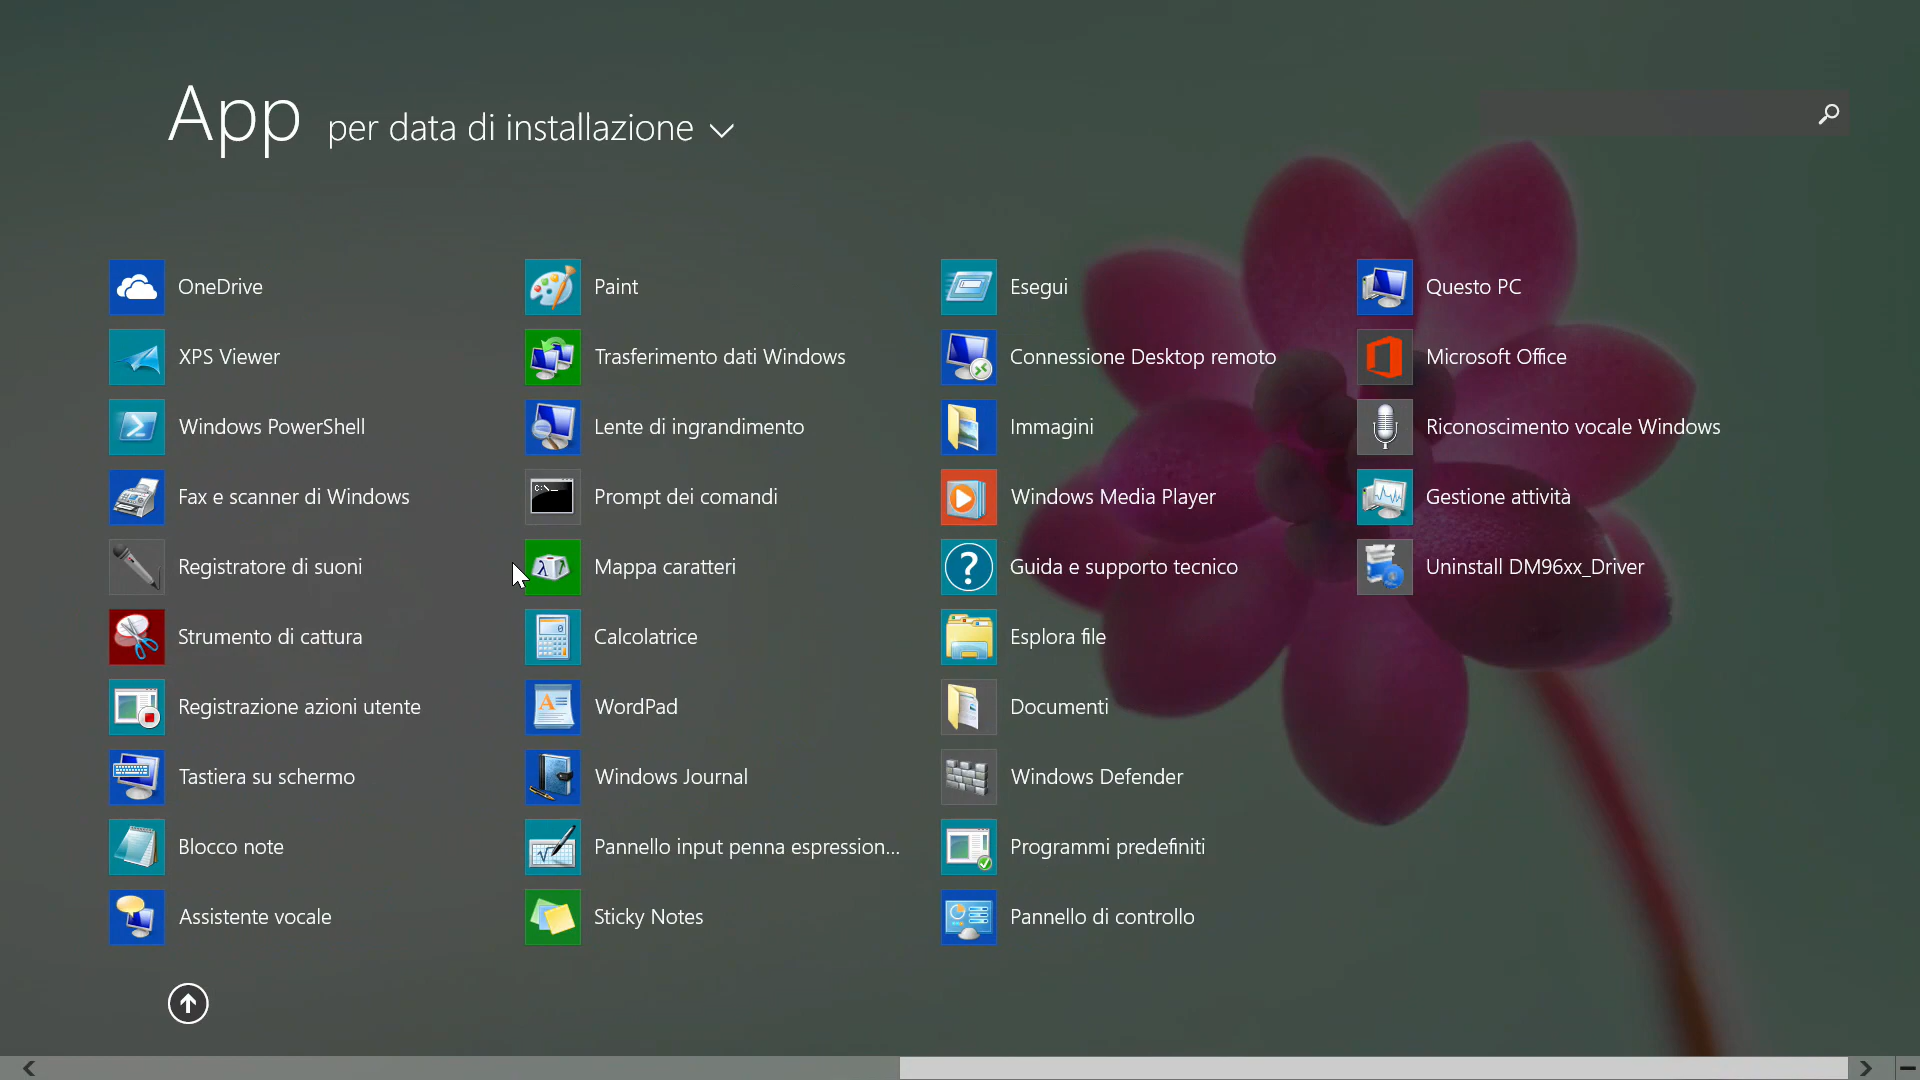 App per data di installazione
OneDrive
XPS Viewer
Windows PowerShell
Fax e scanner di Windows
Registratore di suoni
Strumento di cattura
Registrazione azioni utente
Tastiera su schermo
Blocco note
Assistente vocale
Paint
Trasferimento dati Windows
Lente di ingrandimento
Prompt dei comandi
Mappa caratteri
Calcolatrice
WordPad
Windows Journal
Pannello input penna espression...
Sticky Notes
Esegui
Connessione Desktop remoto
Immagini
Windows Media Player
Guida e supporto tecnico
Esplora file
Documenti
Windows Defender
Programmi predefiniti
Pannello di controllo
Questo PC
Microsoft Office
Riconoscimento vocale Windows
Gestione attività
Uninstall DM96xx_Driver